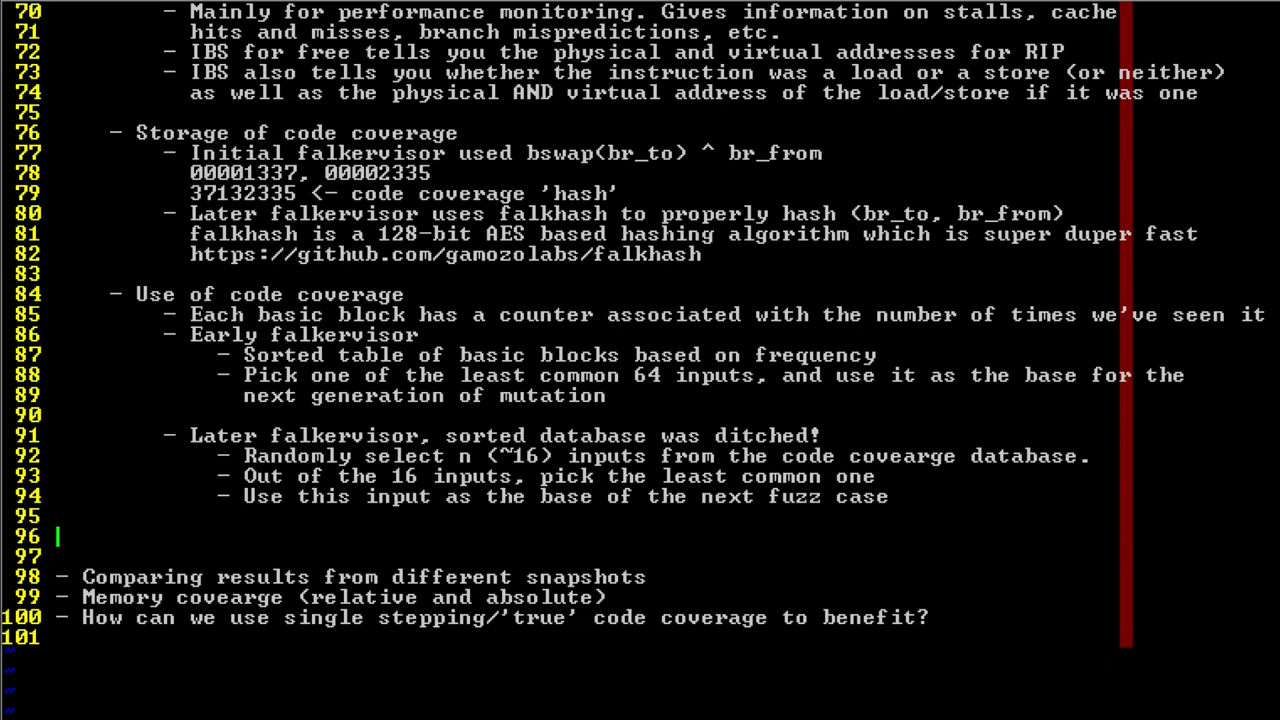 70           - Mainly for performance monitoring. Gives information on stalls, cache
71             hits and misses, branch mispredictions, etc.
72           - IBS for free tells you the physical and virtual addresses for RIP
73           - IBS also tells you whether the instruction was a load or a store (or neither)
74             as well as the physical AND virtual address of the load/store if it was one
75
76     - Storage of code coverage
77         - Initial falkervisor used bswap(br_to) ^ br_from
78           00001337, 00002335
79           37132335 <- code coverage 'hash'
80         - Later falkervisor uses falkhash to properly hash (br_to, br_from)
81           falkhash is a 128-bit AES based hashing algorithm which is super duper fast
82           https://github.com/gamozolabs/falkhash
83
84     - Use of code coverage
85         - Each basic block has a counter associated with the number of times we've seen it
86         - Early falkervisor
87             - Sorted table of basic blocks based on frequency
88             - Pick one of the least common 64 inputs, and use it as the base for the
89               next generation of mutation
90
91         - Later falkervisor, sorted database was ditched!
92             - Randomly select n (~16) inputs from the code covearge database.
93             - Out of the 16 inputs, pick the least common one
94             - Use this input as the base of the next fuzz case
95
96
97
98 - Comparing results from different snapshots
99 - Memory covearge (relative and absolute)
100 - How can we use single stepping/'true' code coverage to benefit?
101
~
~
~
~